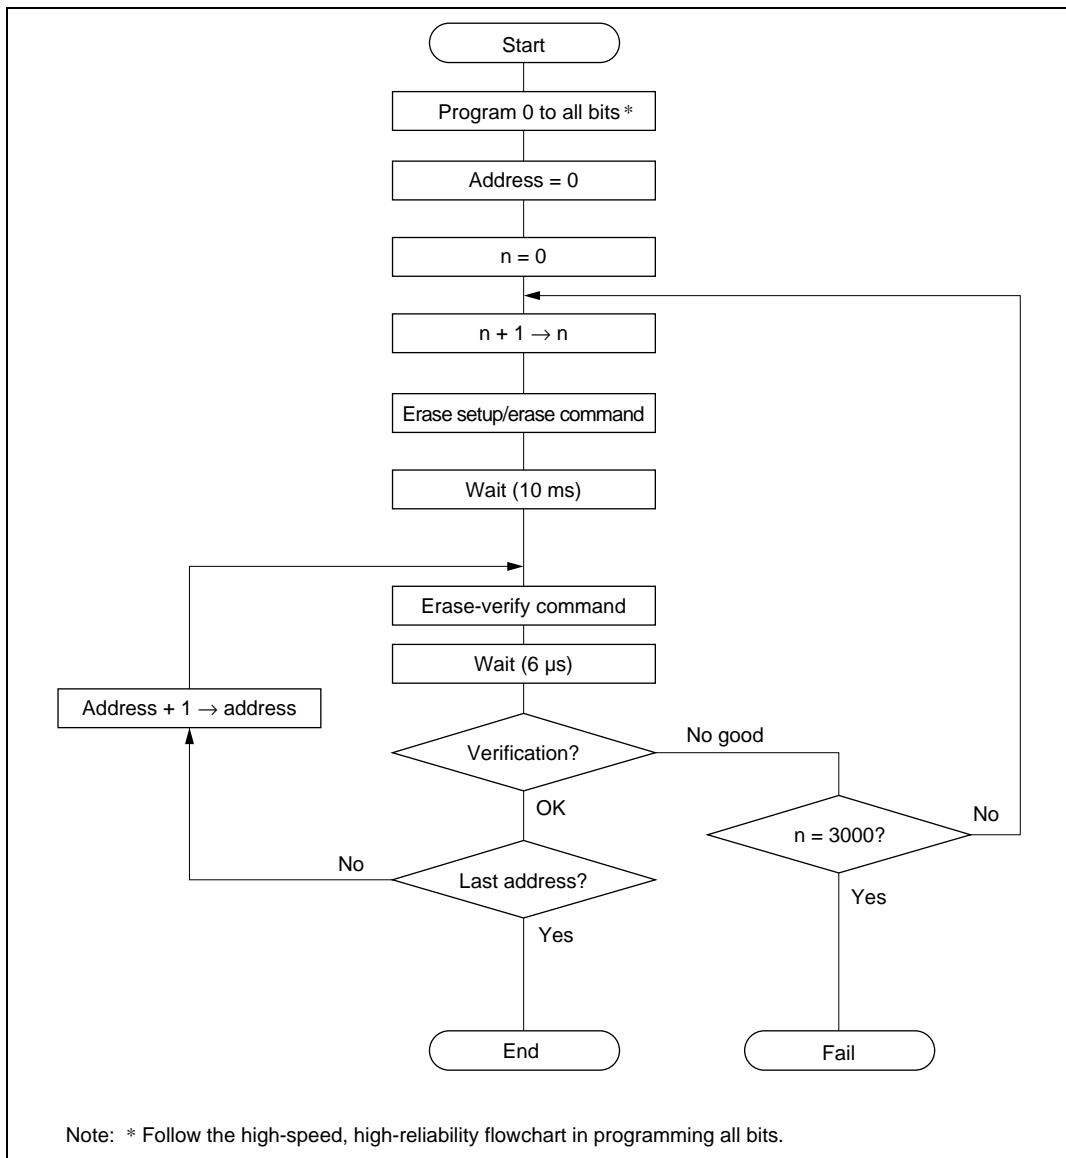 Start
Program 0 to all bits *
Address = 0
n = 0
n + 1 → n
Erase setup/erase command
Wait (10 ms)
Erase-verify command
Wait (6 µs)
Address + 1 → address
Verification?
No good
OK
n = 3000?
No
No
Last address?
Yes
Yes
End
Fail
Note: * Follow the high-speed, high-reliability flowchart in programming all bits.